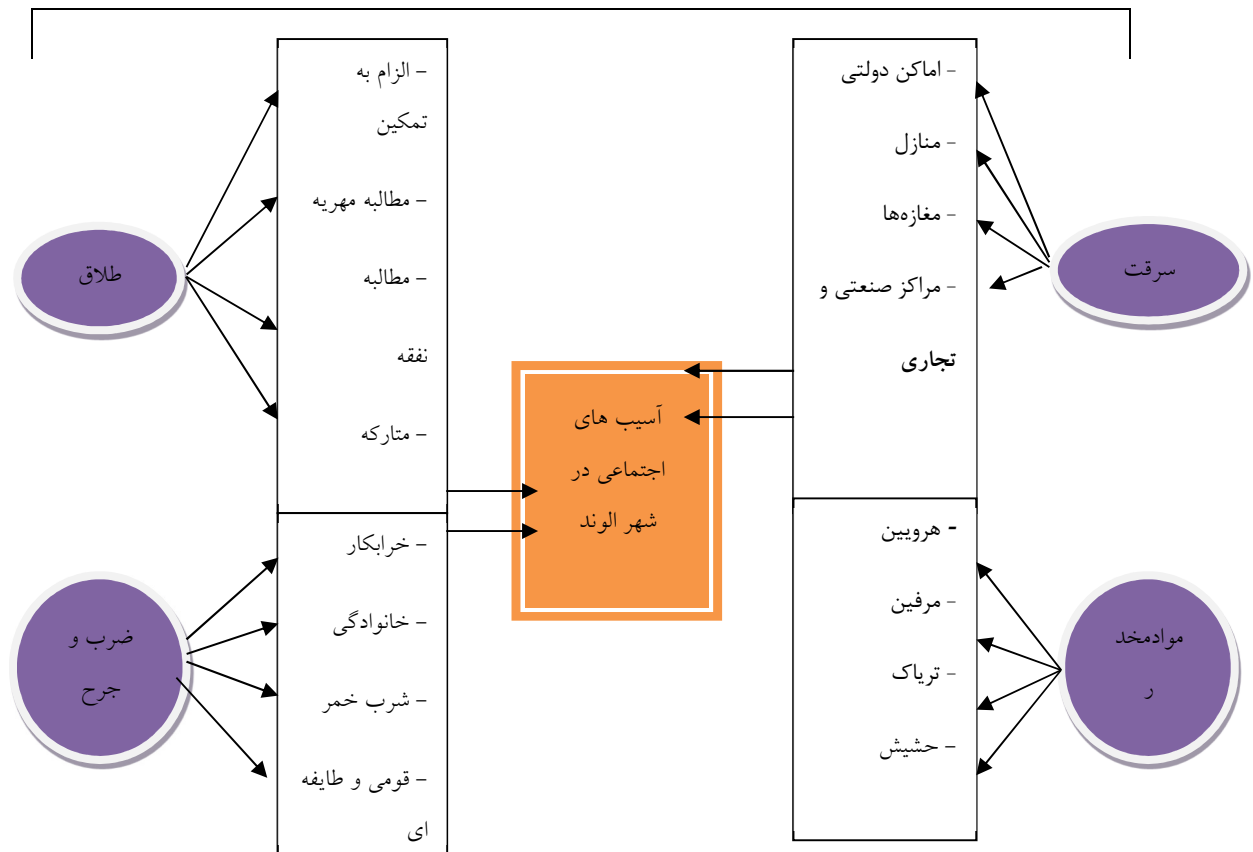 - اماکن دولتی
- منازل
- مغازه‌ها
- مراکز صنعتی و
تجاری
سرقت
- الزام به
تمکین
- مطالبه مهریه
- مطالبه
نفقه
- متارکه
طلاق
آسیب های
اجتماعی در
شهر الوند
- هرویین
- مرفین
- تریاک
- حشیش
موادمخد
ر
- خرابکار
- خانوادگی
- شرب خمر
- قومی و طایفه
ای
ضرب و
جرح